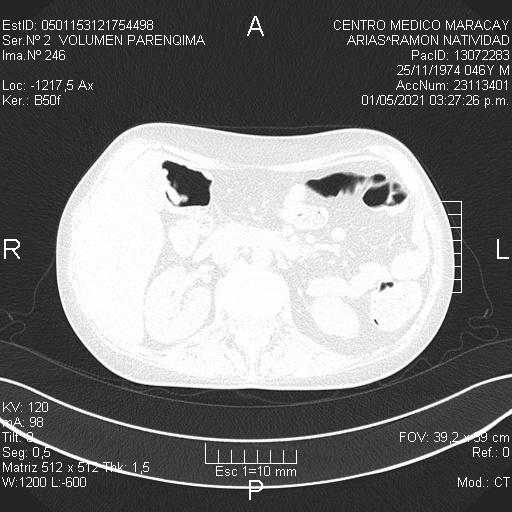 EstID: 0501153121754498
Ser.Nº 2 VOLUMEN PARENQIMA
Ima.Nº 246
Loc: -1217,5 Ax
Ker.: B50f
A
CENTRO MEDICO MARACAY
ARIAS^RAMON NATIVIDAD
PacID: 13072283
25/11/1974 046Y M
AccNum: 23113401
01/05/2021 03:27:26 p.m.
R
L
KV: 120
mA: 98
Tilt: 0
Seg: 0,5
Matriz 512 x 512 Thk: 1,5
W:1200 L:-600
Esc 1=10 mm
P
FOV: 39,2 x 39 cm
Ref.: 0
Mod.: CT